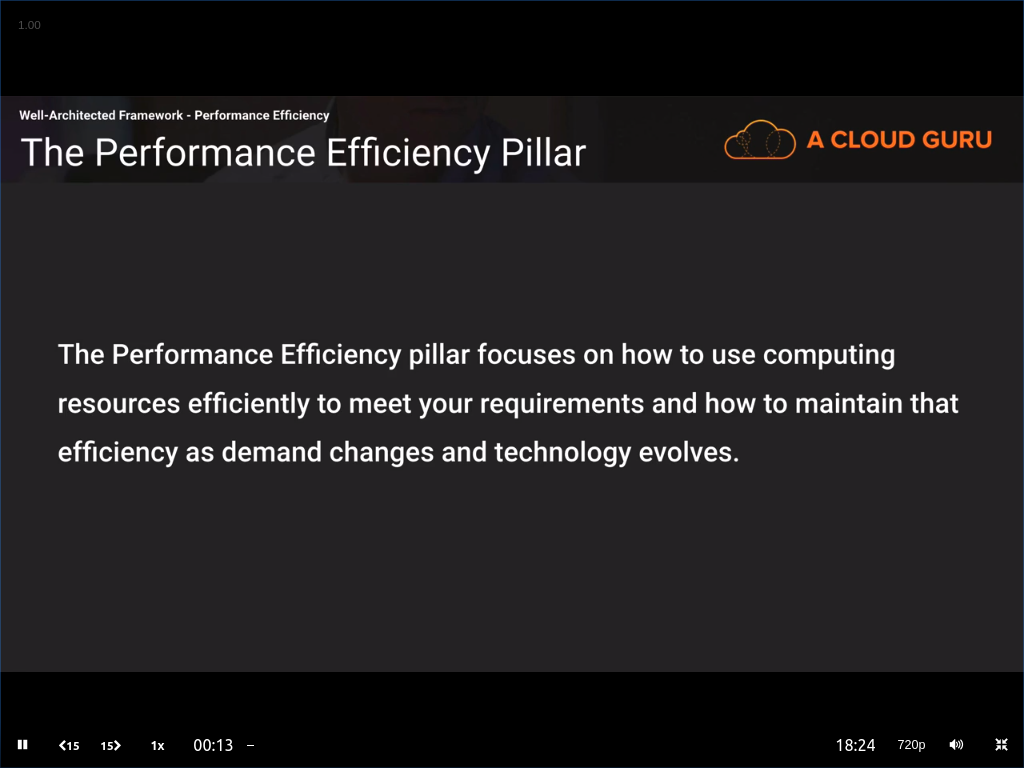 1.00
Well-Architected Framework - Performance Efficiency
The Performance Efficiency Pillar
A CLOUD GURU
The Performance Efficiency pillar focuses on how to use computing
resources efficiently to meet your requirements and how to maintain that
efficiency as demand changes and technology evolves.
15 15 1x 00:13 – 18:24 720p